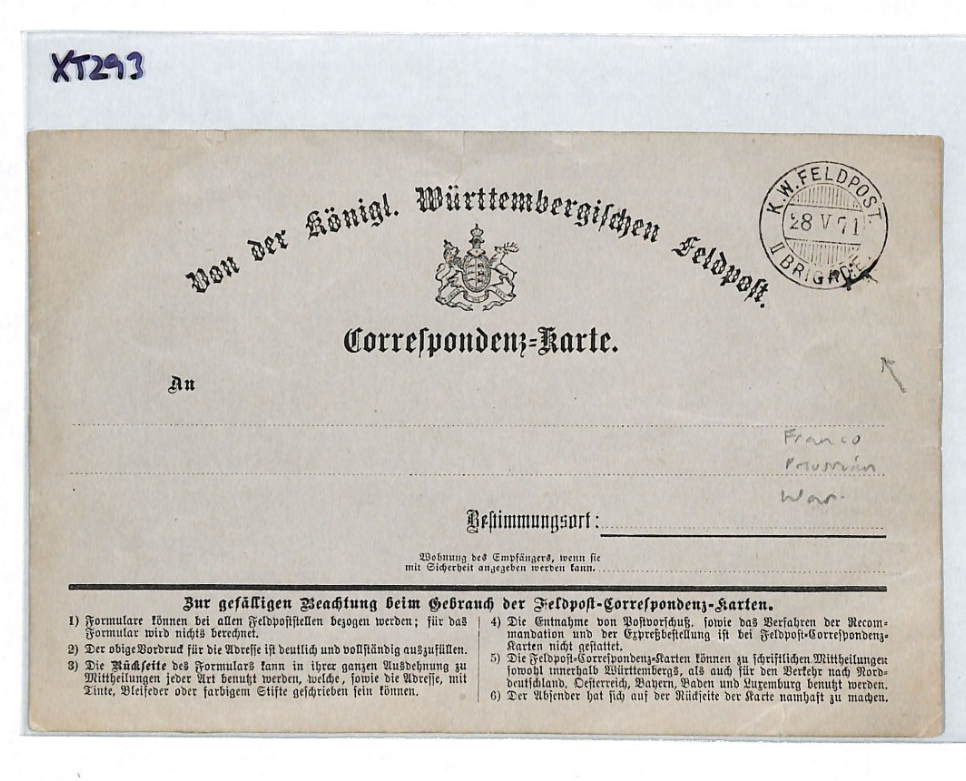 XT293
Von der Königl. Württembergischen Feldpost.
K.W.FELDPOST.
28 V 71
II BRIGADE.
Correspondenz-Karte.
An
Franco
Prussian
War.
Bestimmungsort:
Wohnung des Empfängers, wenn sie
mit Sicherheit angegeben werden kann.
Zur gefälligen Beachtung beim Gebrauch der Feldpost-Correspondenz-Karten.
1) Formulare können bei allen Feldpoststellen bezogen werden; für das
Formular wird nichts berechnet.
2) Der obige Vordruck für die Adresse ist deutlich und vollständig auszufüllen.
3) Die Rückseite des Formulars kann in ihrer ganzen Ausdehnung zu
Mittheilungen jeder Art benutzt werden, welche, sowie die Adresse, mit
Tinte, Bleifeder oder farbigem Stifte geschrieben sein können.
4) Die Entnahme von Postvorschuß, sowie das Verfahren der Recom-
mandation und der Expreßbestellung ist bei Feldpost-Correspondenz-
Karten nicht gestattet.
5) Die Feldpost-Correspondenz-Karten können zu schriftlichen Mittheilungen
sowohl innerhalb Württembergs, als auch für den Verkehr nach Nord-
deutschland, Oesterreich, Bayern, Baden und Luxemburg benutzt werden.
6) Der Absender hat sich auf der Rückseite der Karte namhaft zu machen.